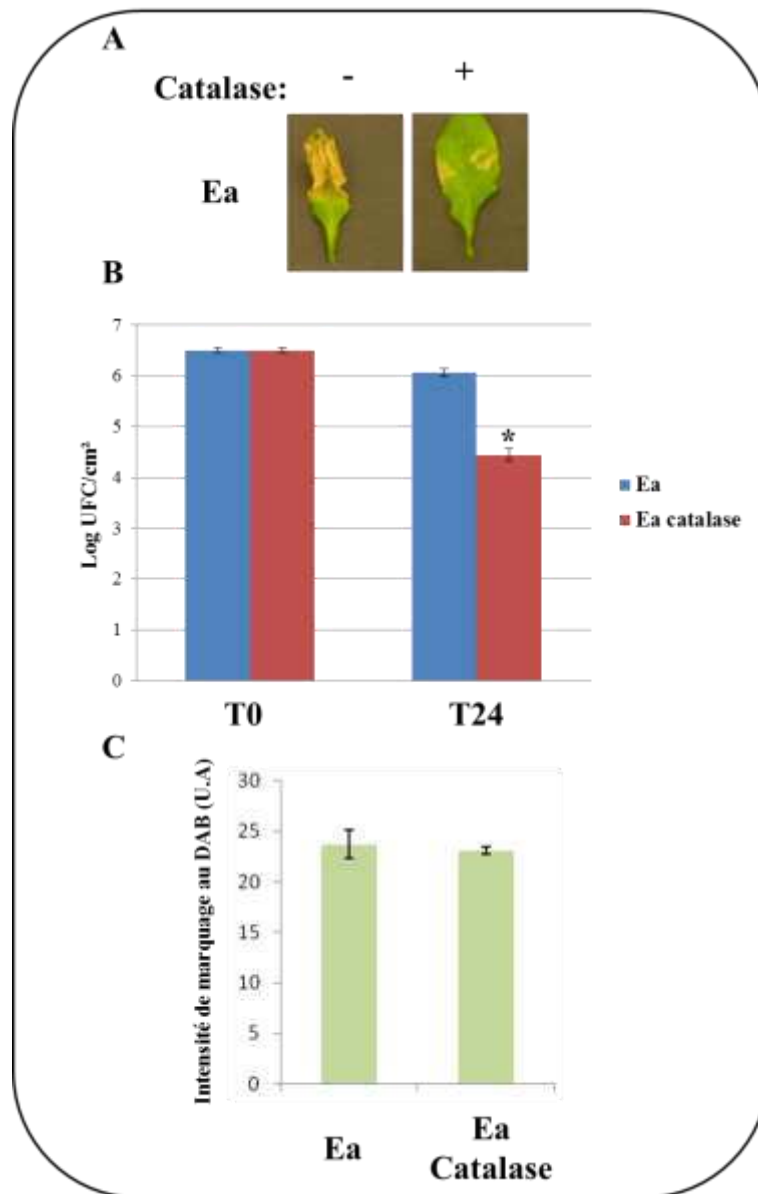 A
Catalase: - +
Ea
B
Log UFC/cm²
7
6
5
4
3
2
1
0
*
Ea
Ea catalase
T0 T24
C
Intensité de marquage au DAB (U.A)
30
25
20
15
10
5
0
Ea
Ea
Catalase